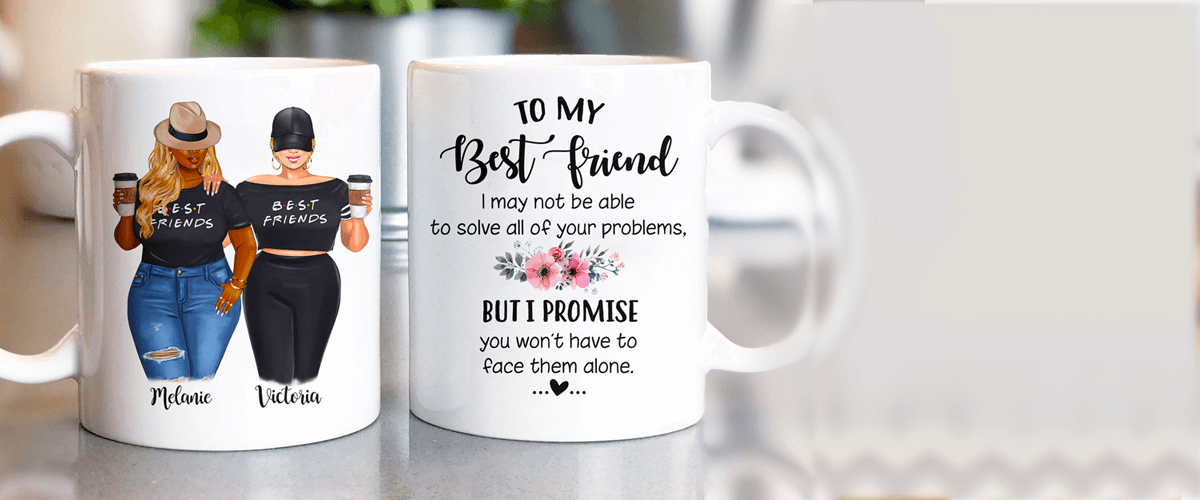 BEST
FRIENDS
BEST
FRIENDS
Melanie
Victoria
TO MY
Best friend
I may not be able
to solve all of your problems,
BUT I PROMISE
you won't have to
face them alone.